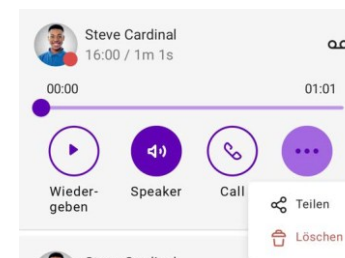 Steve Cardinal
16:00 / 1m 1s
00:00 01:01
Wieder-
geben
Speaker
Call
Teilen
Löschen